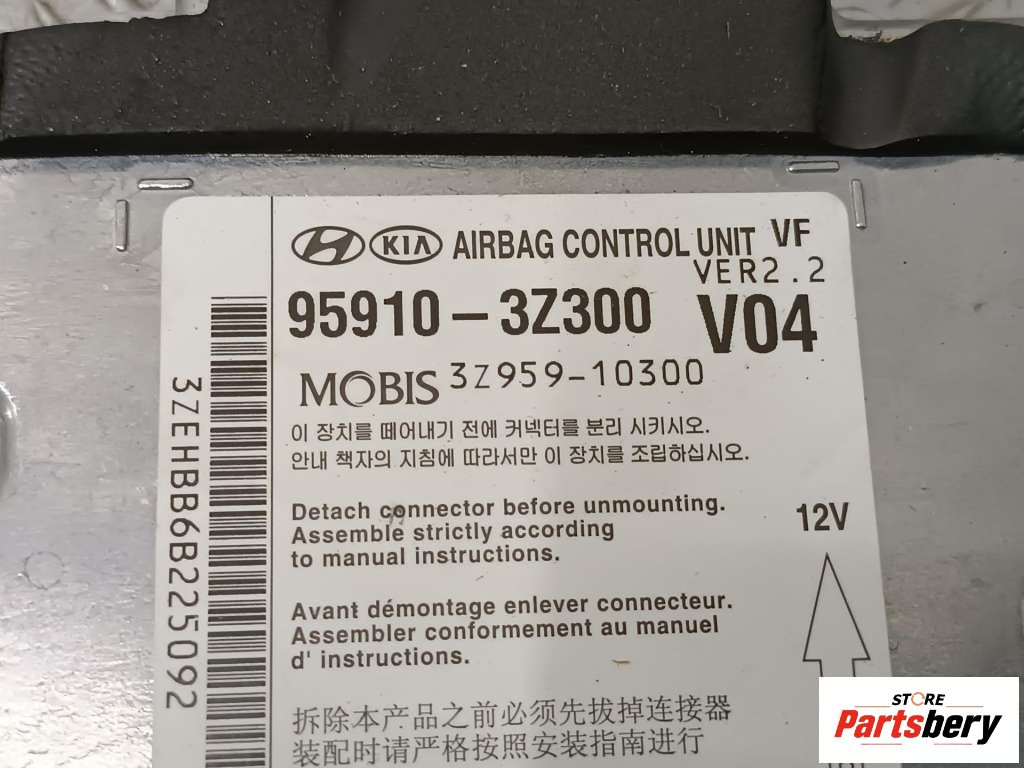 KIA AIRBAG CONTROL UNIT VF
VER2.2
95910-3Z300 V04
MOBIS 3Z959-10300
이 장치를 떼어내기 전에 커넥터를 분리 시키시오.
안내 책자의 지침에 따라서만 이 장치를 조립하십시오.
Detach connector before unmounting.
Assemble strictly according
to manual instructions.
12V
Avant démontage enlever connecteur.
Assembler conformement au manuel
d' instructions.
拆除本产品之前必须先拔掉连接器
装配时请严格按照安装指南进行
3ZEHBB6B225092
STORE
Partsbery